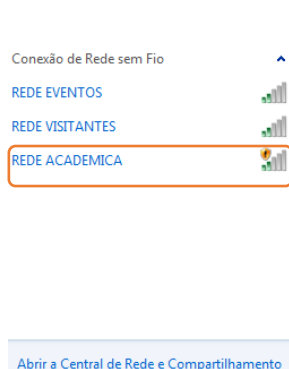 Conexão de Rede sem Fio
REDE EVENTOS
REDE VISITANTES
REDE ACADEMICA
Abrir a Central de Rede e Compartilhamento